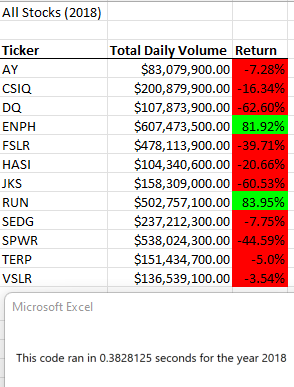 All Stocks (2018)
Ticker Total Daily Volume Return
AY $83,079,900.00 -7.28%
CSIQ $200,879,900.00 -16.34%
DQ $107,873,900.00 -62.60%
ENPH $607,473,500.00 81.92%
FSLR $478,113,900.00 -39.71%
HASI $104,340,600.00 -20.66%
JKS $158,309,000.00 -60.53%
RUN $502,757,100.00 83.95%
SEDG $237,212,300.00 -7.75%
SPWR $538,024,300.00 -44.59%
TERP $151,434,700.00 -5.0%
VSLR $136,539,100.00 -3.54%
Microsoft Excel
This code ran in 0.3828125 seconds for the year 2018